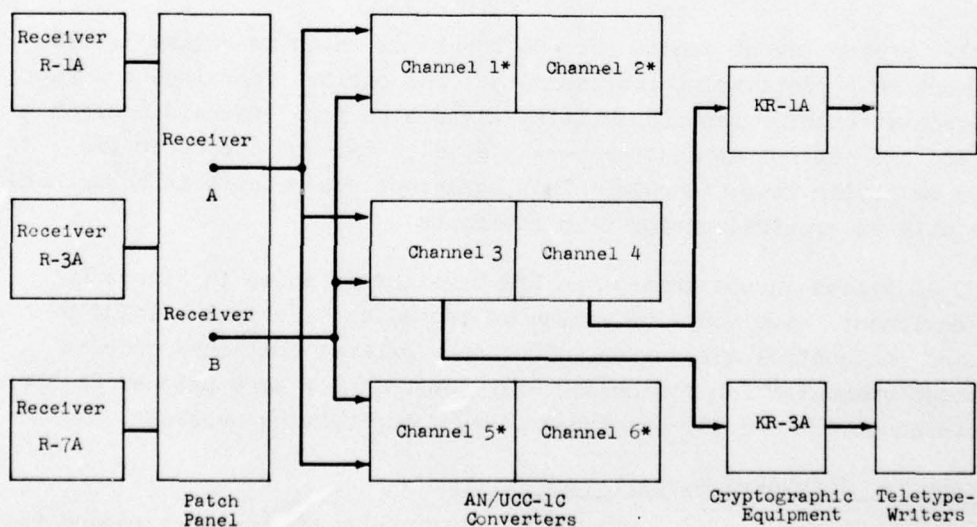 Receiver
R-1A
Receiver
R-3A
Receiver
R-7A
Receiver
A
Receiver
B
Patch
Panel
Channel 1*
Channel 2*
Channel 3
Channel 4
Channel 5*
Channel 6*
AN/UCC-1C
Converters
KR-1A
KR-3A
Cryptographic
Equipment
Teletype-
Writers